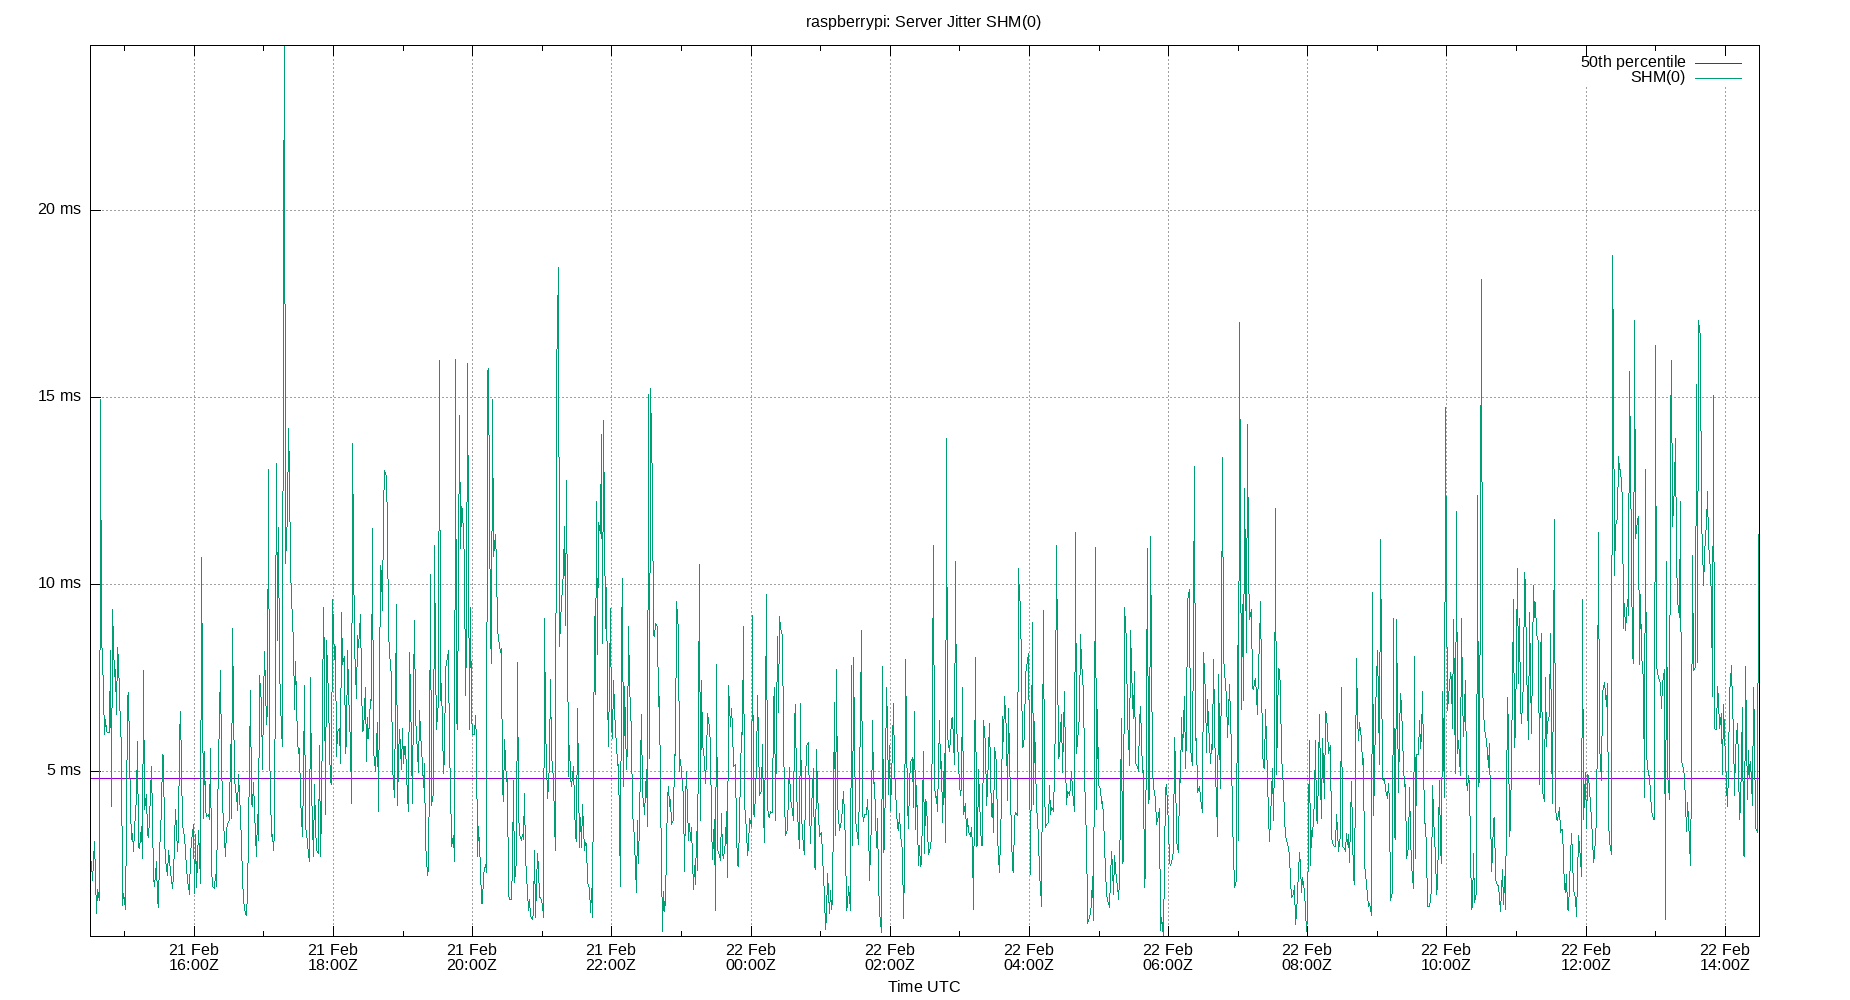 raspberrypi: Server Jitter SHM(0)
50th percentile
SHM(0)
20 ms
15 ms
10 ms
5 ms
21 Feb 21 Feb 21 Feb 21 Feb 22 Feb 22 Feb 22 Feb 22 Feb 22 Feb 22 Feb 22 Feb 22 Feb
16:00Z 18:00Z 20:00Z 22:00Z 00:00Z 02:00Z 04:00Z 06:00Z 08:00Z 10:00Z 12:00Z 14:00Z
Time UTC